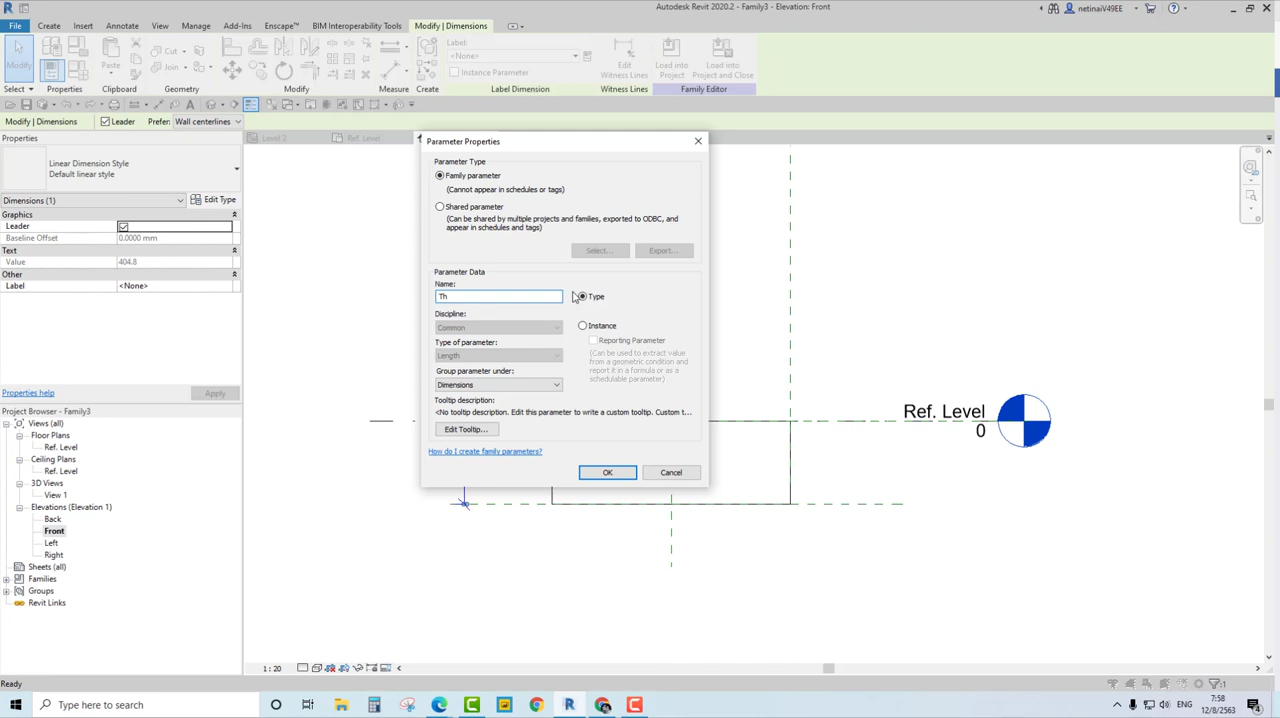 Autodesk Revit 2020.2 - Family3 - Elevation: Front
netinaiV49EE
File Create Insert Annotate View Manage Add-Ins Enscape™ BIM Interoperability Tools Modify | Dimensions
Modify
Paste
Cut
Join
Label:
<None>
Instance Parameter
Edit
Witness Lines
Load into
Project
Load into
Project and Close
Select Properties Clipboard Geometry Modify Measure Create Label Dimension Witness Lines Family Editor
Modify | Dimensions Leader Prefer: Wall centerlines
Properties
Level 2 Ref. Level
Linear Dimension Style
Default linear style
Dimensions (1) Edit Type
Graphics
Leader
Baseline Offset 0.0000 mm
Text
Value 404.8
Other
Label <None>
Properties help Apply
Project Browser - Family3
Views (all)
Floor Plans
Ref. Level
Ceiling Plans
Ref. Level
3D Views
View 1
Elevations (Elevation 1)
Back
Front
Left
Right
Sheets (all)
Families
Groups
Revit Links
Parameter Properties
Parameter Type
Family parameter
(Cannot appear in schedules or tags)
Shared parameter
(Can be shared by multiple projects and families, exported to ODBC, and
appear in schedules and tags)
Select... Export...
Parameter Data
Name:
Th
Type
Discipline:
Common
Instance
Type of parameter:
Reporting Parameter
Length
(Can be used to extract value
from a geometric condition and
report it in a formula or as a
schedulable parameter)
Group parameter under:
Dimensions
Tooltip description:
<No tooltip description. Edit this parameter to write a custom tooltip. Custom t...
Edit Tooltip...
How do I create family parameters?
OK Cancel
Ref. Level
0
1 : 20
Ready
:1
Type here to search
ENG
7:58
12/8/2563
4